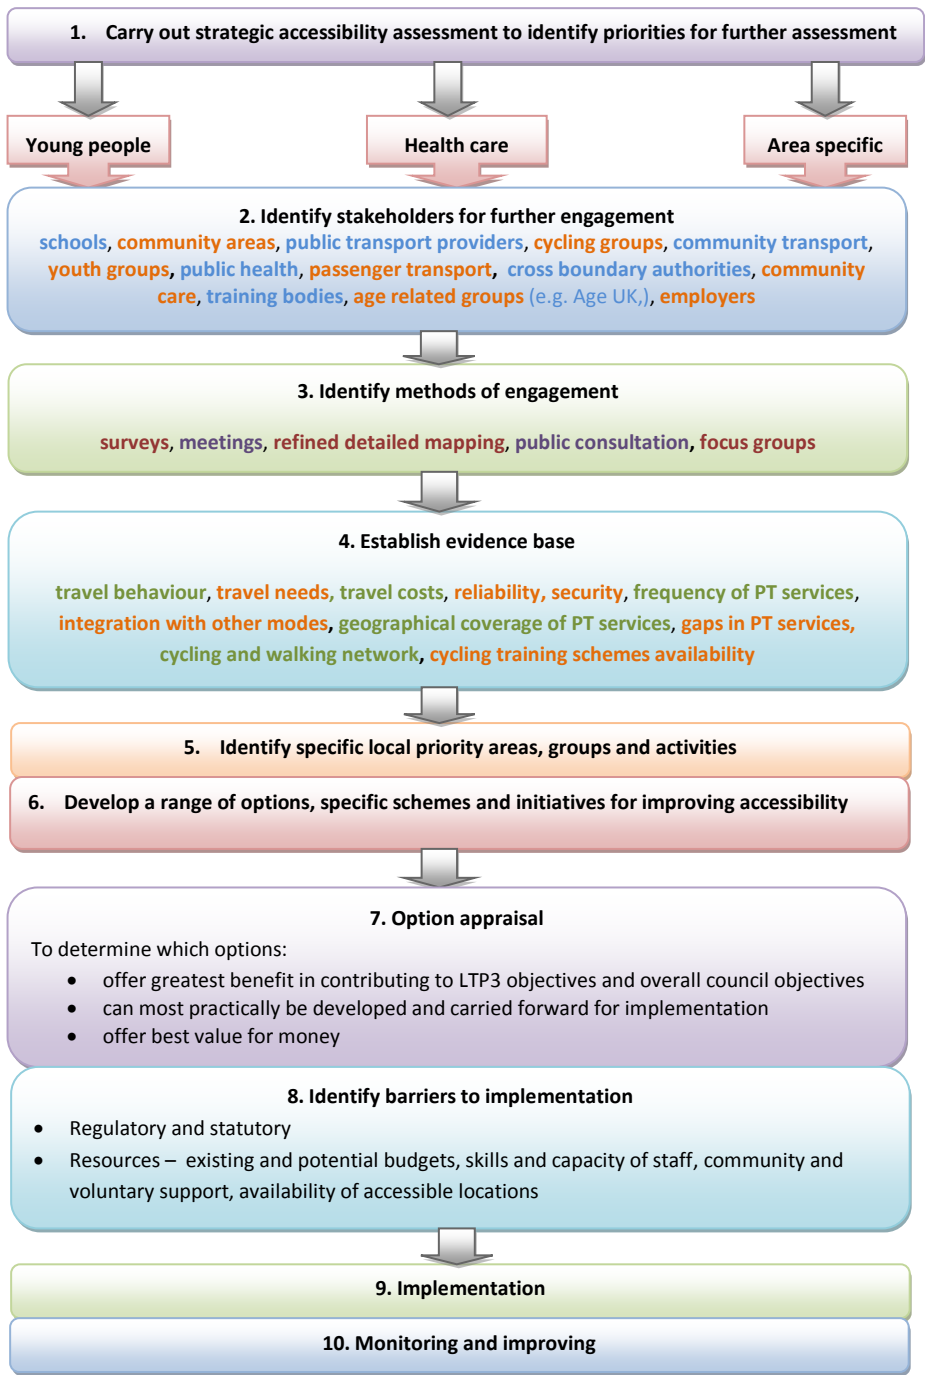 1. Carry out strategic accessibility assessment to identify priorities for further assessment
Young people
Health care
Area specific
2. Identify stakeholders for further engagement
schools, community areas, public transport providers, cycling groups, community transport,
youth groups, public health, passenger transport, cross boundary authorities, community
care, training bodies, age related groups (e.g. Age UK,), employers
3. Identify methods of engagement
surveys, meetings, refined detailed mapping, public consultation, focus groups
4. Establish evidence base
travel behaviour, travel needs, travel costs, reliability, security, frequency of PT services,
integration with other modes, geographical coverage of PT services, gaps in PT services,
cycling and walking network, cycling training schemes availability
5. Identify specific local priority areas, groups and activities
6. Develop a range of options, specific schemes and initiatives for improving accessibility
7. Option appraisal
To determine which options:
• offer greatest benefit in contributing to LTP3 objectives and overall council objectives
• can most practically be developed and carried forward for implementation
• offer best value for money
8. Identify barriers to implementation
• Regulatory and statutory
• Resources – existing and potential budgets, skills and capacity of staff, community and
voluntary support, availability of accessible locations
9. Implementation
10. Monitoring and improving